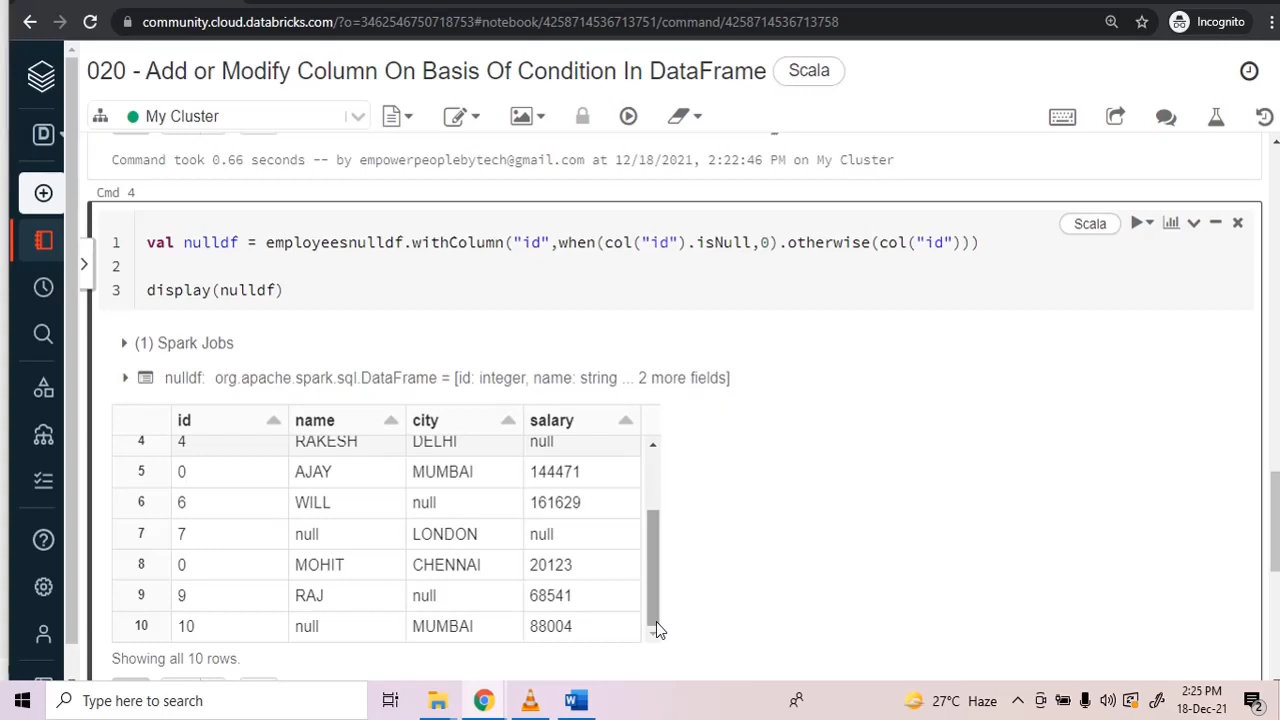 community.cloud.databricks.com/?o=3462546750718753#notebook/4258714536713751/command/4258714536713758
Incognito
020 - Add or Modify Column On Basis Of Condition In DataFrame
Scala
D
My Cluster
Command took 0.66 seconds -- by empowerpeoplebytech@gmail.com at 12/18/2021, 2:22:46 PM on My Cluster
Cmd 4
Scala
1 val nulldf = employeesnulldf.withColumn("id",when(col("id").isNull,0).otherwise(col("id")))
2
3 display(nulldf)
(1) Spark Jobs
nulldf: org.apache.spark.sql.DataFrame = [id: integer, name: string ... 2 more fields]
id name city salary
4 4 RAKESH DELHI null
5 0 AJAY MUMBAI 144471
6 6 WILL null 161629
7 7 null LONDON null
8 0 MOHIT CHENNAI 20123
9 9 RAJ null 68541
10 10 null MUMBAI 88004
Showing all 10 rows.
Type here to search
27°C Haze
2:25 PM
18-Dec-21
2